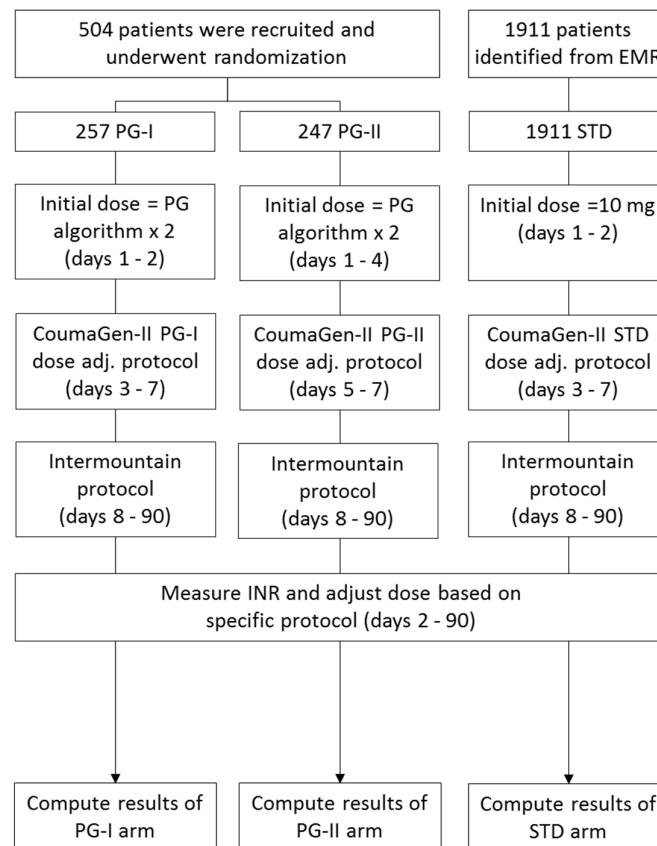 504 patients were recruited and
underwent randomization
1911 patients
identified from EMR
257 PG-I
247 PG-II
1911 STD
Initial dose = PG
algorithm x 2
(days 1 - 2)
Initial dose = PG
algorithm x 2
(days 1 - 4)
Initial dose =10 mg
(days 1 - 2)
CoumaGen-II PG-I
dose adj. protocol
(days 3 - 7)
CoumaGen-II PG-II
dose adj. protocol
(days 5 - 7)
CoumaGen-II STD
dose adj. protocol
(days 3 - 7)
Intermountain
protocol
(days 8 - 90)
Intermountain
protocol
(days 8 - 90)
Intermountain
protocol
(days 8 - 90)
Measure INR and adjust dose based on
specific protocol (days 2 - 90)
Compute results of
PG-I arm
Compute results of
PG-II arm
Compute results of
STD arm